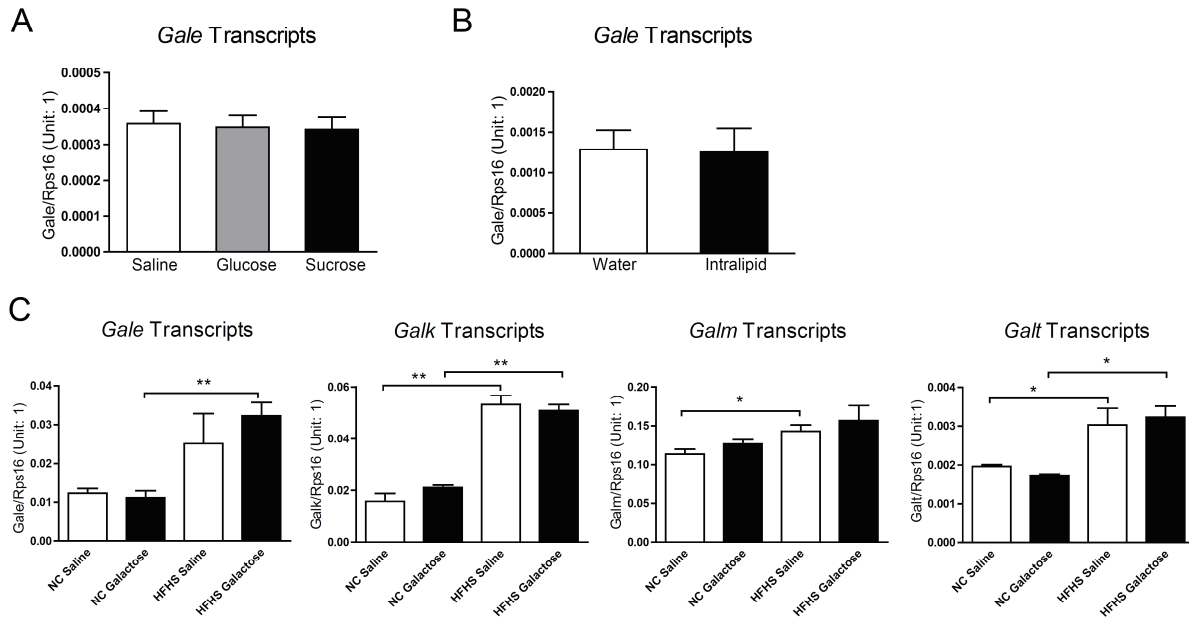 A
Gale Transcripts
Gale/Rps16 (Unit: 1)
0.0005
0.0004
0.0003
0.0002
0.0001
0.0000
Saline Glucose Sucrose
B
Gale Transcripts
Gale/Rps16 (Unit: 1)
0.0020
0.0015
0.0010
0.0005
0.0000
Water Intralipid
C
Gale Transcripts
Gale/Rps16 (Unit: 1)
0.04
0.03
0.02
0.01
0.00
**
NC Saline
NC Galactose
HFHS Saline
HFHS Galactose
Galk Transcripts
Galk/Rps16 (Unit: 1)
0.06
0.04
0.02
0.00
**
**
NC Saline
NC Galactose
HFHS Saline
HFHS Galactose
Galm Transcripts
Galm/Rps16 (Unit: 1)
0.20
0.15
0.10
0.05
0.00
*
NC Saline
NC Galactose
HFHS Saline
HFHS Galactose
Galt Transcripts
Galt/Rps16 (Unit: 1)
0.004
0.003
0.002
0.001
0.000
*
*
NC Saline
NC Galactose
HFHS Saline
HFHS Galactose